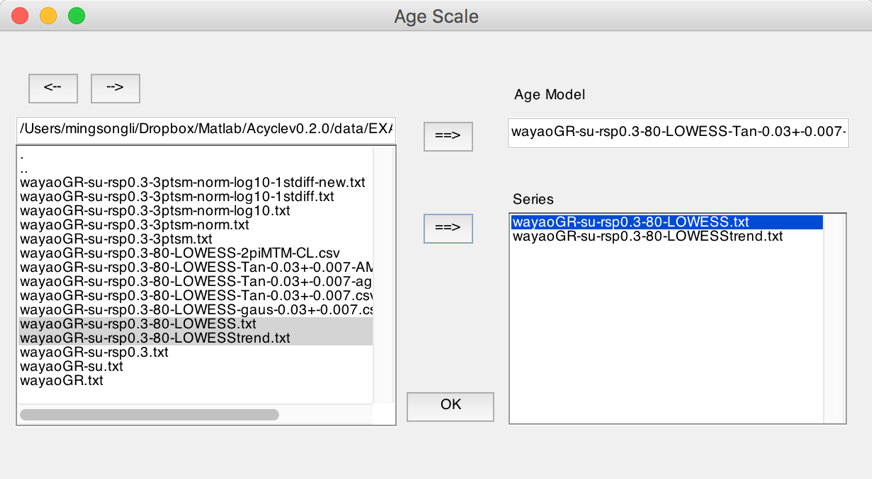 Age Scale
<-- -->
Age Model
/Users/mingsongli/Dropbox/Matlab/Acyclev0.2.0/data/EXA
==>
wayaoGR-su-rsp0.3-80-LOWESS-Tan-0.03+-0.007-
.
..
wayaoGR-su-rsp0.3-3ptsm-norm-log10-1stdiff-new.txt
wayaoGR-su-rsp0.3-3ptsm-norm-log10-1stdiff.txt
wayaoGR-su-rsp0.3-3ptsm-norm-log10.txt
wayaoGR-su-rsp0.3-3ptsm-norm.txt
wayaoGR-su-rsp0.3-3ptsm.txt
wayaoGR-su-rsp0.3-80-LOWESS-2piMTM-CL.csv
wayaoGR-su-rsp0.3-80-LOWESS-Tan-0.03+-0.007-AM
wayaoGR-su-rsp0.3-80-LOWESS-Tan-0.03+-0.007-ag
wayaoGR-su-rsp0.3-80-LOWESS-Tan-0.03+-0.007.csv
wayaoGR-su-rsp0.3-80-LOWESS-gaus-0.03+-0.007.cs
wayaoGR-su-rsp0.3-80-LOWESS.txt
wayaoGR-su-rsp0.3-80-LOWESStrend.txt
wayaoGR-su-rsp0.3.txt
wayaoGR-su.txt
wayaoGR.txt
==>
Series
wayaoGR-su-rsp0.3-80-LOWESS.txt
wayaoGR-su-rsp0.3-80-LOWESStrend.txt
OK